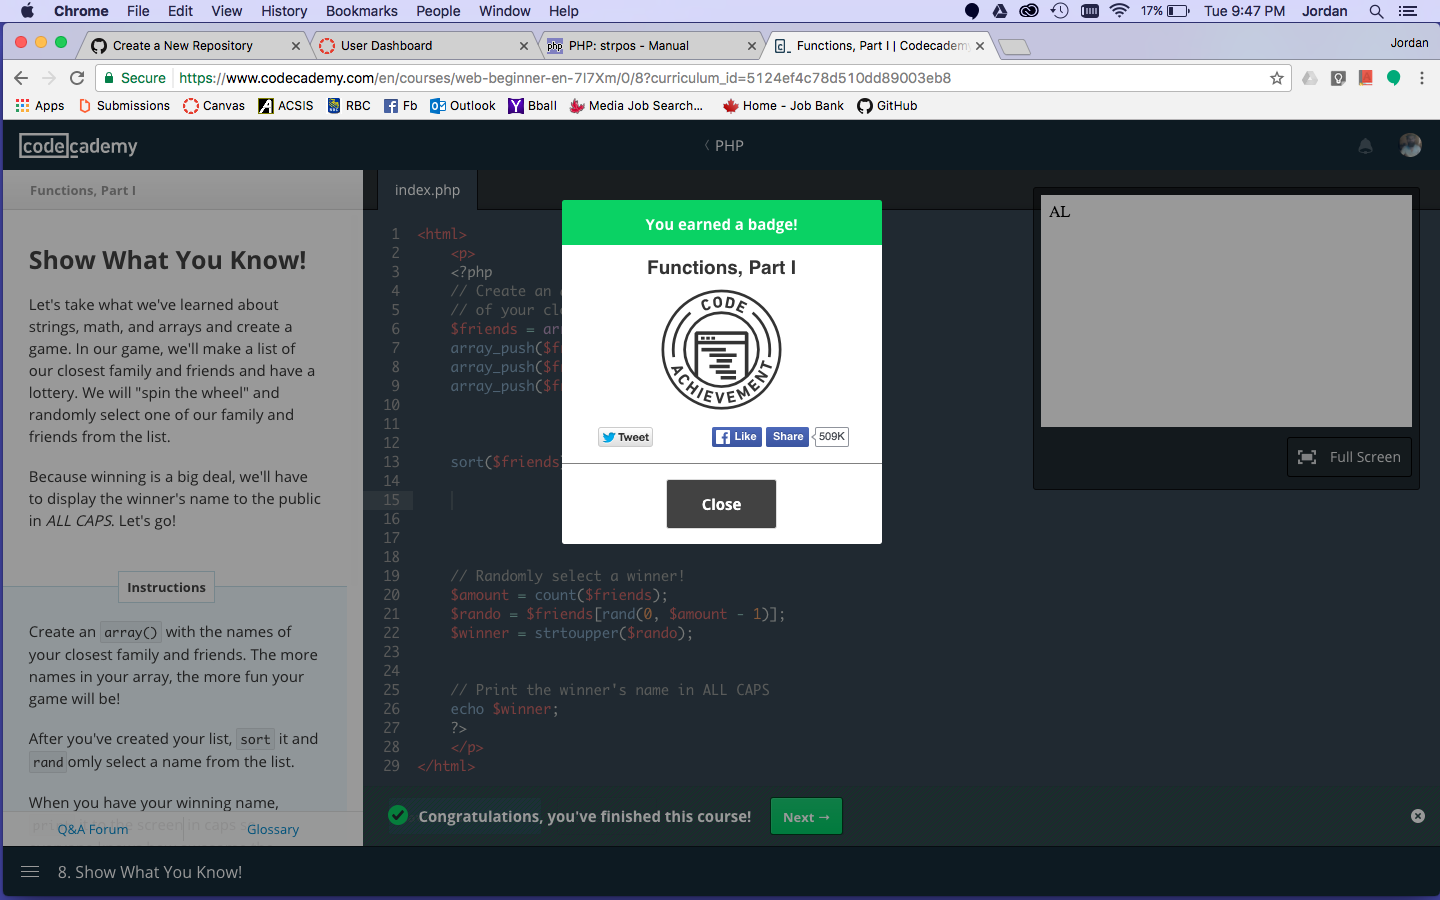 Chrome File Edit View History Bookmarks People Window Help 17% Tue 9:47 PM Jordan
Create a New Repository User Dashboard php PHP: strpos - Manual Functions, Part I | Codecademy Jordan
Secure https://www.codecademy.com/en/courses/web-beginner-en-7I7Xm/0/8?curriculum_id=5124ef4c78d510dd89003eb8
Apps Submissions Canvas ACSIS RBC Fb Outlook Bball Media Job Search... Home - Job Bank GitHub
codecademy PHP
Functions, Part I
Show What You Know!
Let's take what we've learned about
strings, math, and arrays and create a
game. In our game, we'll make a list of
our closest family and friends and have a
lottery. We will "spin the wheel" and
randomly select one of our family and
friends from the list.
Because winning is a big deal, we'll have
to display the winner's name to the public
in ALL CAPS. Let's go!
Instructions
Create an array() with the names of
your closest family and friends. The more
names in your array, the more fun your
game will be!
After you've created your list, sort it and
randomly select a name from the list.
When you have your winning name,
print it to the screen in caps
Q&A Forum Glossary
index.php
1 <html>
2 <p>
3 <?php
4 // Create an
5 // of your clo
6 $friends = arr
7 array_push($fr
8 array_push($fr
9 array_push($fr
10
11
12
13 sort($friends)
14
15
16
17
18
19 // Randomly select a winner!
20 $amount = count($friends);
21 $rando = $friends[rand(0, $amount - 1)];
22 $winner = strtoupper($rando);
23
24
25 // Print the winner's name in ALL CAPS
26 echo $winner;
27 ?>
28 </p>
29 </html>
You earned a badge!
Functions, Part I
CODE
ACHIEVEMENT
Tweet Like Share 509K
Close
AL
Full Screen
Congratulations, you've finished this course! Next →
8. Show What You Know!